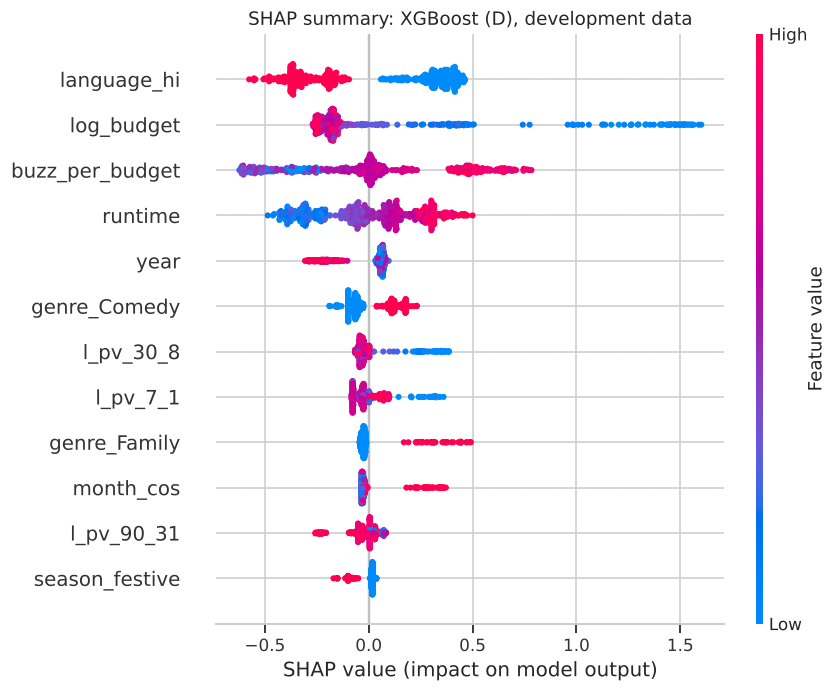 SHAP summary: XGBoost (D), development data
High
language_hi
log_budget
buzz_per_budget
runtime
year
genre_Comedy
l_pv_30_8
l_pv_7_1
genre_Family
month_cos
l_pv_90_31
season_festive
Feature value
Low
−0.5 0.0 0.5 1.0 1.5
SHAP value (impact on model output)